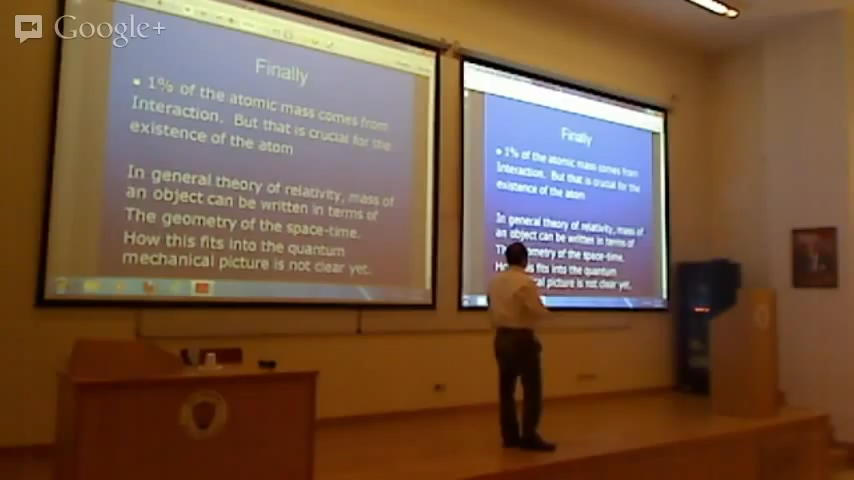 Google+
Finally
1% of the atomic mass comes from
Interaction. But that is crucial for the
existence of the atom
In general theory of relativity, mass of
an object can be written in terms of
The geometry of the space-time.
How this fits into the quantum
mechanical picture is not clear yet.
Finally
1% of the atomic mass comes from
Interaction. But that is crucial for the
existence of the atom
In general theory of relativity, mass of
an object can be written in terms of
geometry of the space-time.
fits into the quantum
picture is not clear yet.